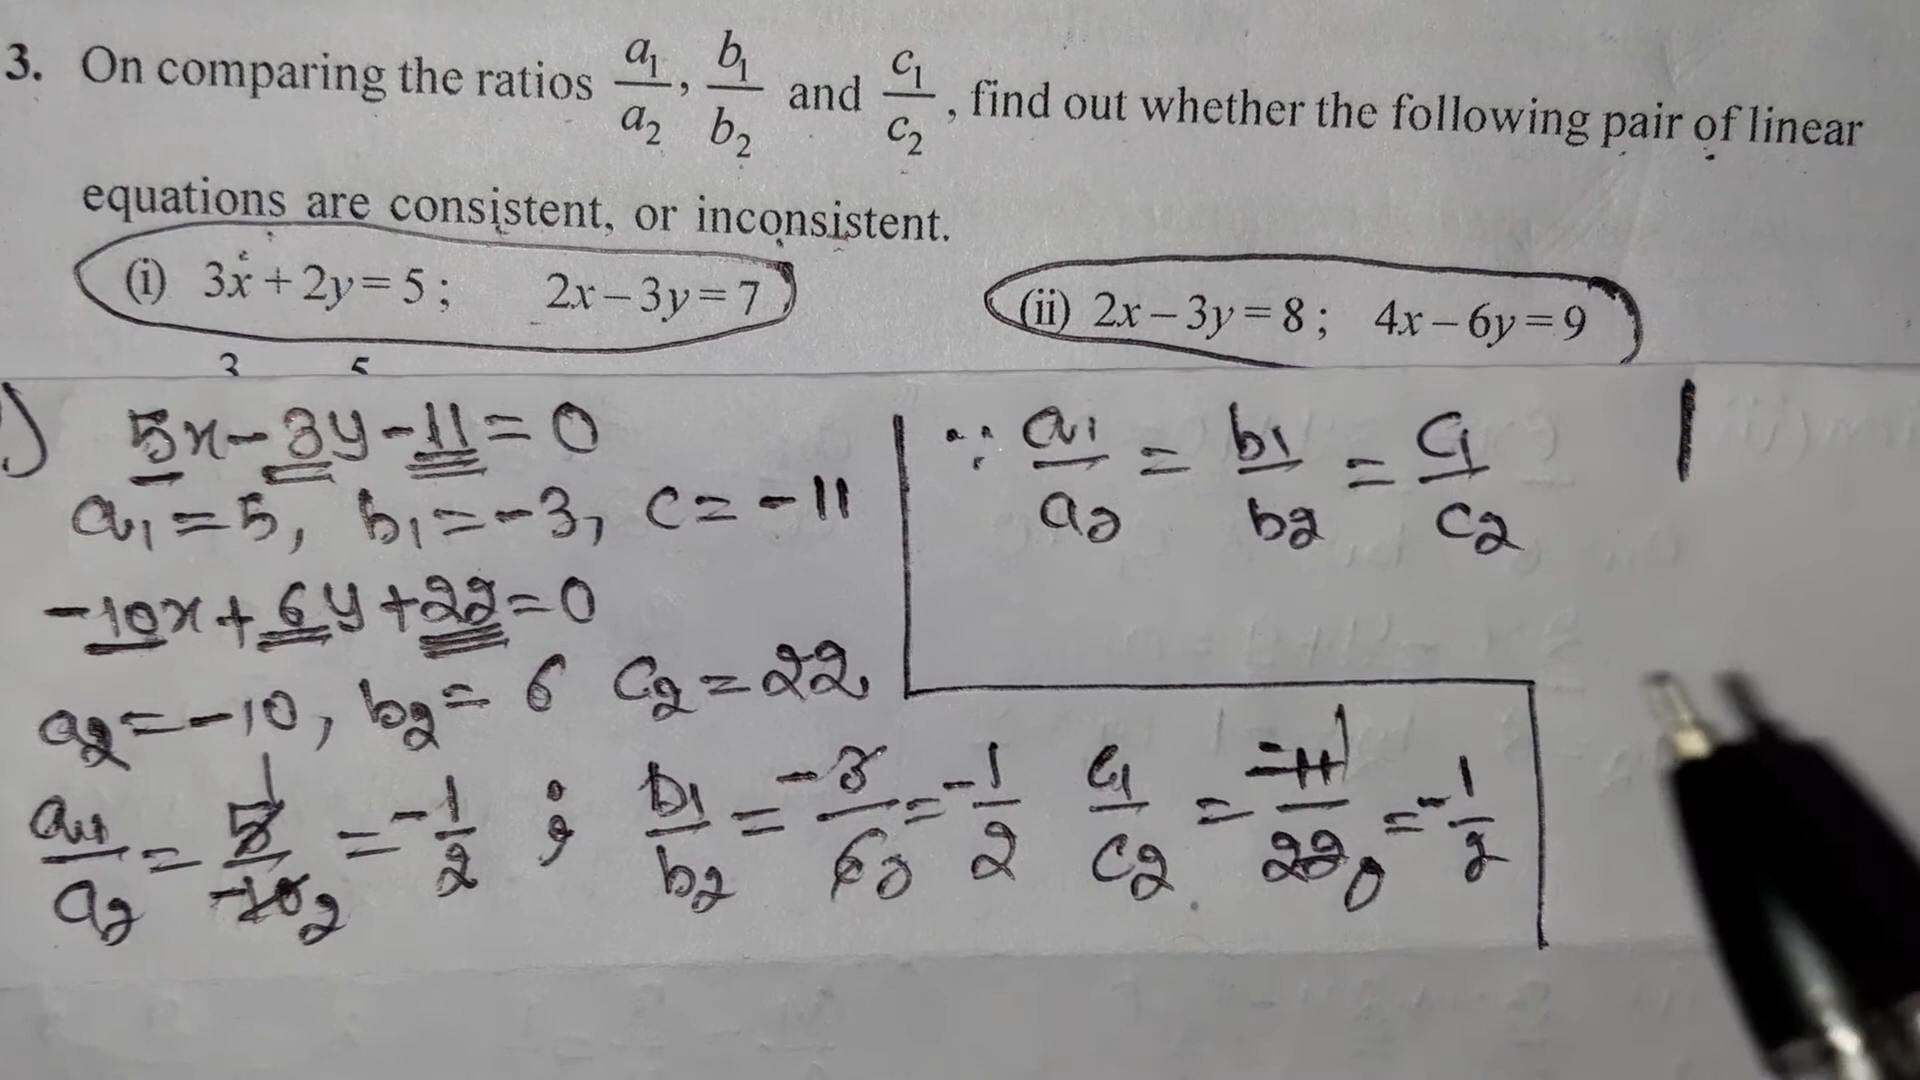 3. On comparing the ratios a₁/a₂, b₁/b₂ and c₁/c₂, find out whether the following pair of linear
equations are consistent, or inconsistent.
(i) 3x + 2y = 5 ; 2x – 3y = 7
(ii) 2x – 3y = 8 ; 4x – 6y = 9
3 5
) 5x - 3y - 11 = 0
a₁ = 5, b₁ = -3, c = -11
-10x + 6y + 22 = 0
a₂ = -10, b₂ = 6 c₂ = 22
a₁/a₂ = 5/-10 = -1/2 ; b₁/b₂ = -3/6 = -1/2 c₁/c₂ = -11/22 = -1/2
∵ a₁/a₂ = b₁/b₂ = c₁/c₂